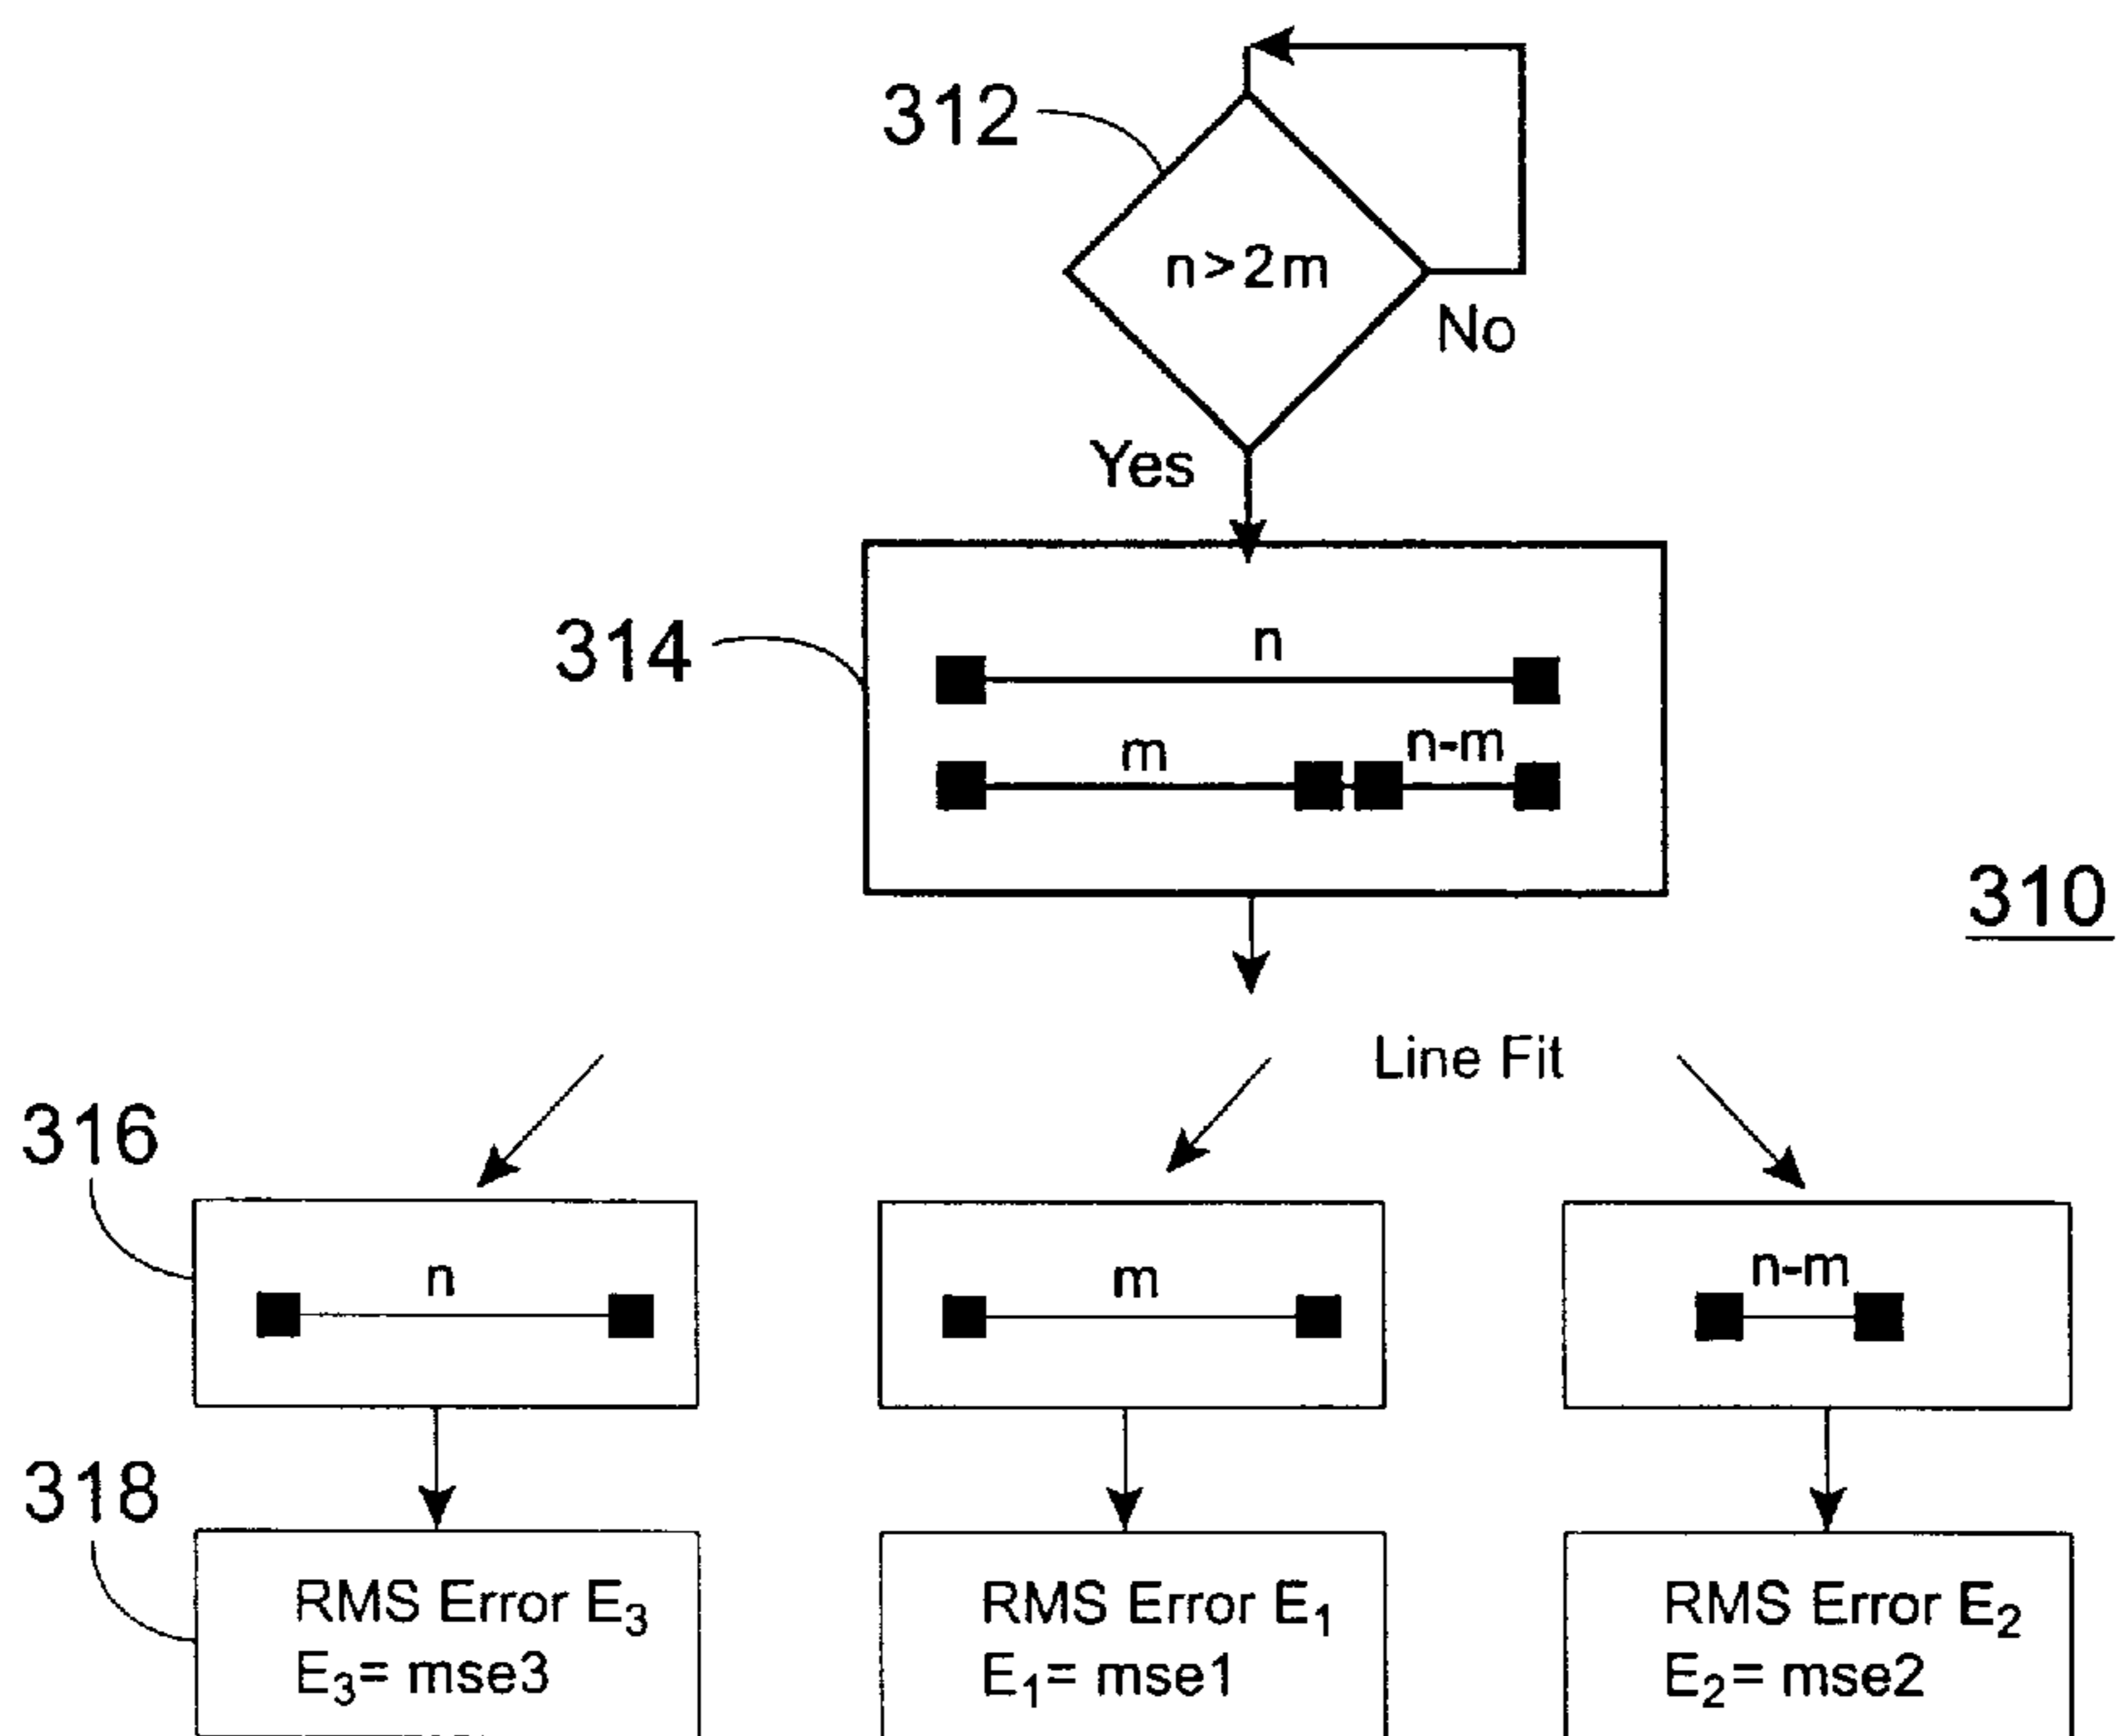 312
n>2m
No
Yes
314
n
m
n-m
310
Line Fit
316
n
m
n-m
318
RMS Error E₃
E₃= mse3
RMS Error E₁
E₁= mse1
RMS Error E₂
E₂= mse2